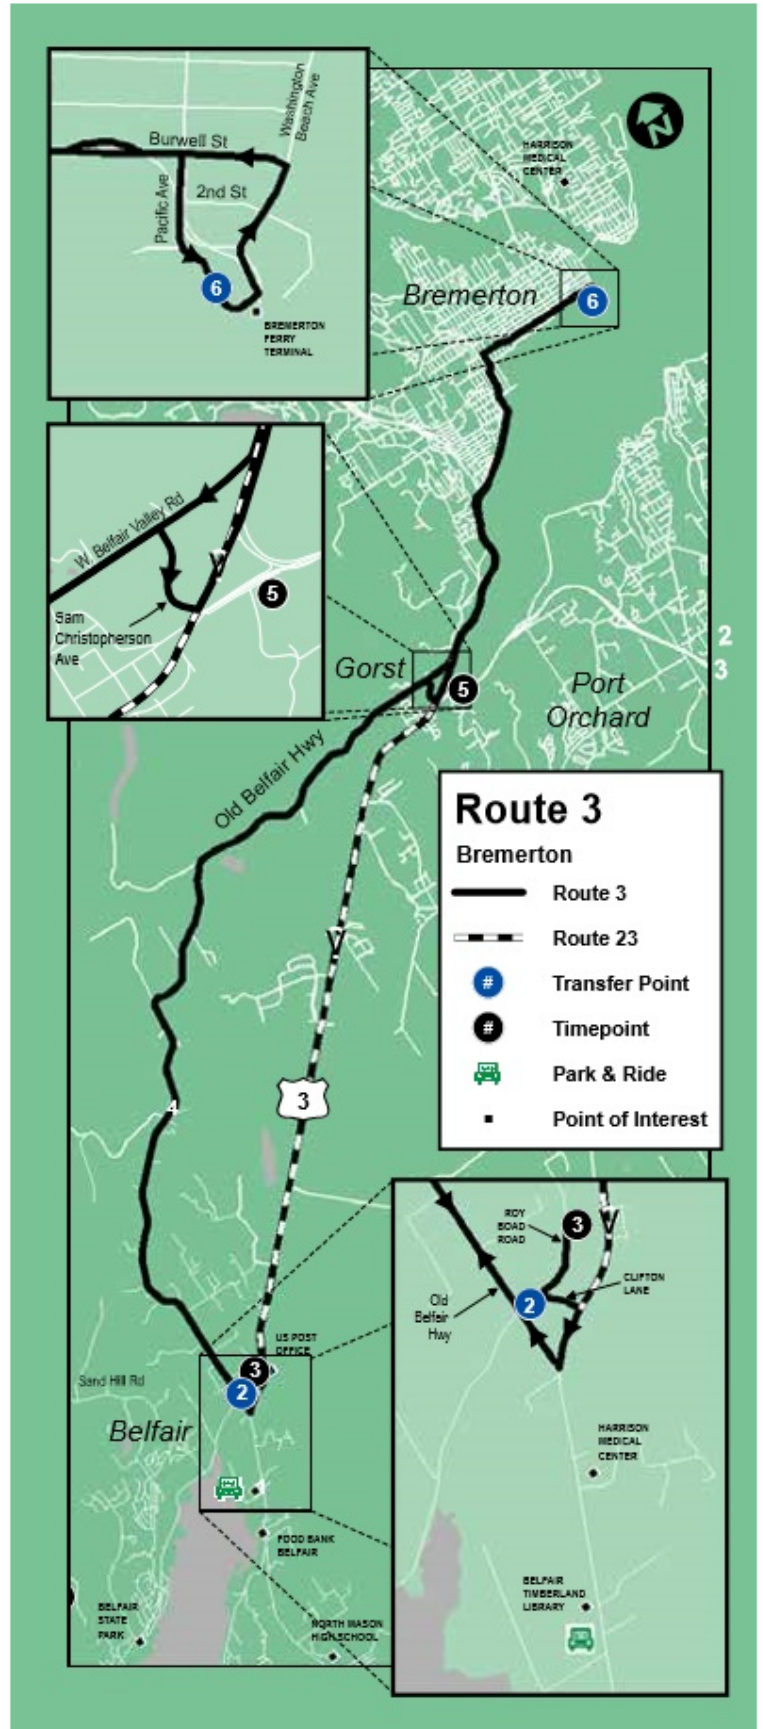 Washington
Beach Ave
Burwell St
2nd St
Pacific Ave
6
BREMERTON
FERRY
TERMINAL
N
HARRISON
MEDICAL
CENTER
Bremerton
6
W. Belfair Valley Rd
5
Sam
Christopherson
Ave
Gorst
5
Port
Orchard
2
3
Old Belfair Hwy
Route 3
Bremerton
Route 3
Route 23
# Transfer Point
# Timepoint
Park & Ride
Point of Interest
3
4
US POST
OFFICE
Sand Hill Rd
3
2
Belfair
FOOD BANK
BELFAIR
BELFAIR
STATE
PARK
NORTH MASON
HIGH SCHOOL
ROY
BOAD
ROAD
3
CLIFTON
LANE
2
Old
Belfair
Hwy
HARRISON
MEDICAL
CENTER
BELFAIR
TIMBERLAND
LIBRARY